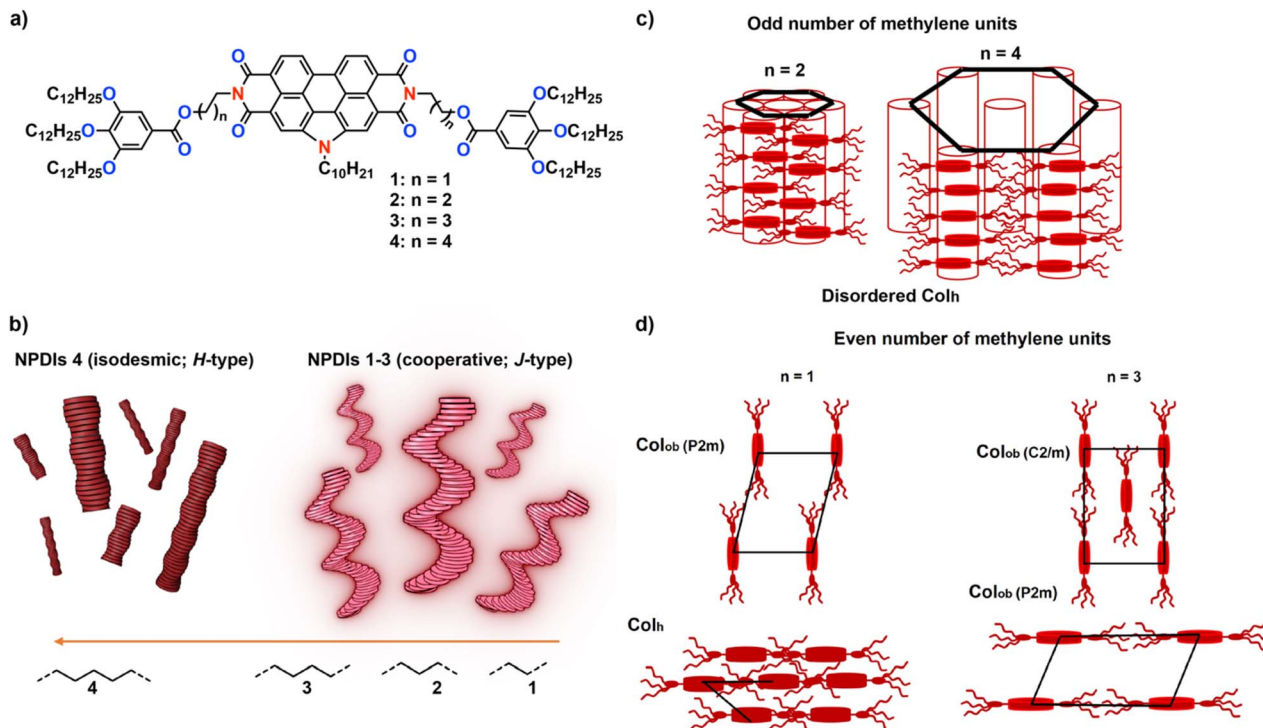 a)
O O
C12H25O O N N O OC12H25
C12H25O n n OC12H25
C12H25O O O O N O OC12H25
C10H21
1: n = 1
2: n = 2
3: n = 3
4: n = 4
b)
NPDIs 4 (isodesmic; H-type)
NPDIs 1-3 (cooperative; J-type)
4 3 2 1
c)
Odd number of methylene units
n = 2
n = 4
Disordered Colh
d)
Even number of methylene units
n = 1
n = 3
Colob (P2m)
Colob (C2/m)
Colob (P2m)
Colh